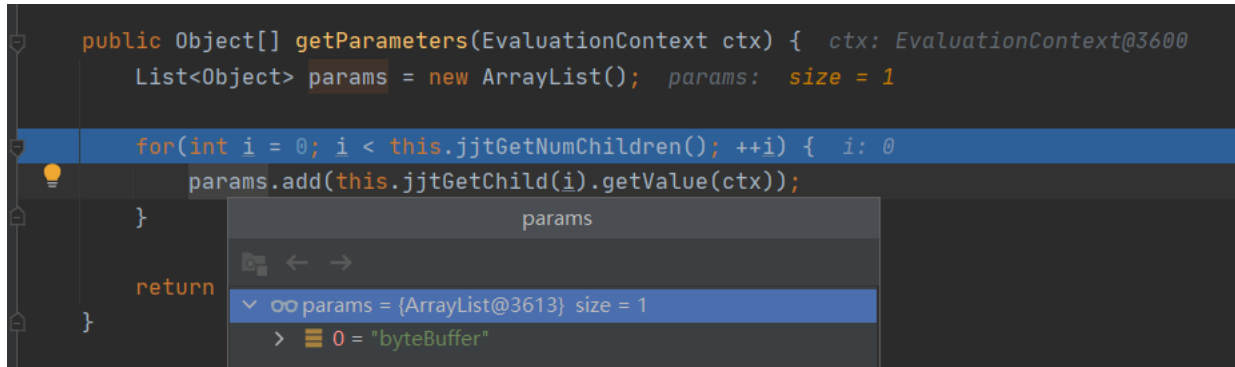 public Object[] getParameters(EvaluationContext ctx) { ctx: EvaluationContext@3600
List<Object> params = new ArrayList(); params: size = 1
for(int i = 0; i < this.jjtGetNumChildren(); ++i) { i: 0
params.add(this.jjtGetChild(i).getValue(ctx));
}
params
return
params = {ArrayList@3613} size = 1
}
0 = "byteBuffer"